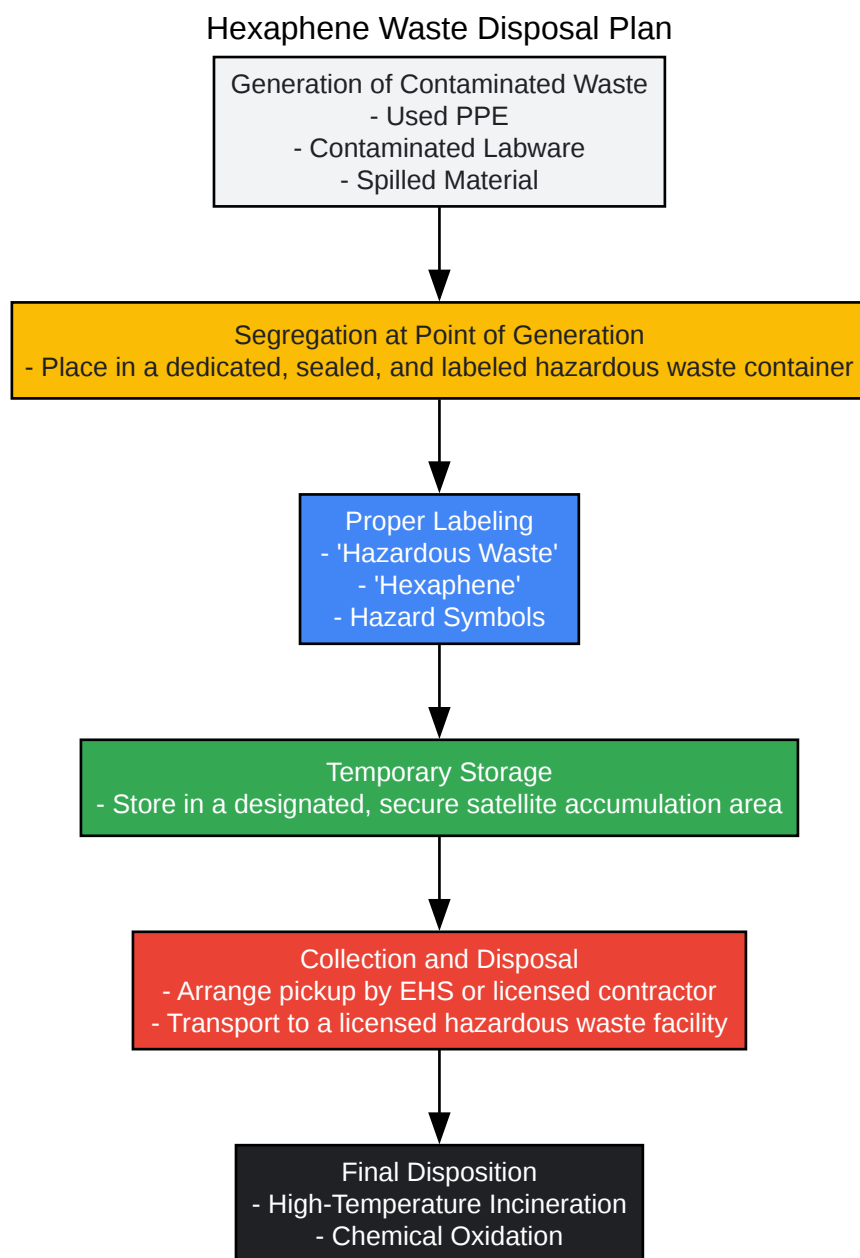 Hexaphene Waste Disposal Plan
Generation of Contaminated Waste
- Used PPE
- Contaminated Labware
- Spilled Material
Segregation at Point of Generation
- Place in a dedicated, sealed, and labeled hazardous waste container
Proper Labeling
- 'Hazardous Waste'
- 'Hexaphene'
- Hazard Symbols
Temporary Storage
- Store in a designated, secure satellite accumulation area
Collection and Disposal
- Arrange pickup by EHS or licensed contractor
- Transport to a licensed hazardous waste facility
Final Disposition
- High-Temperature Incineration
- Chemical Oxidation